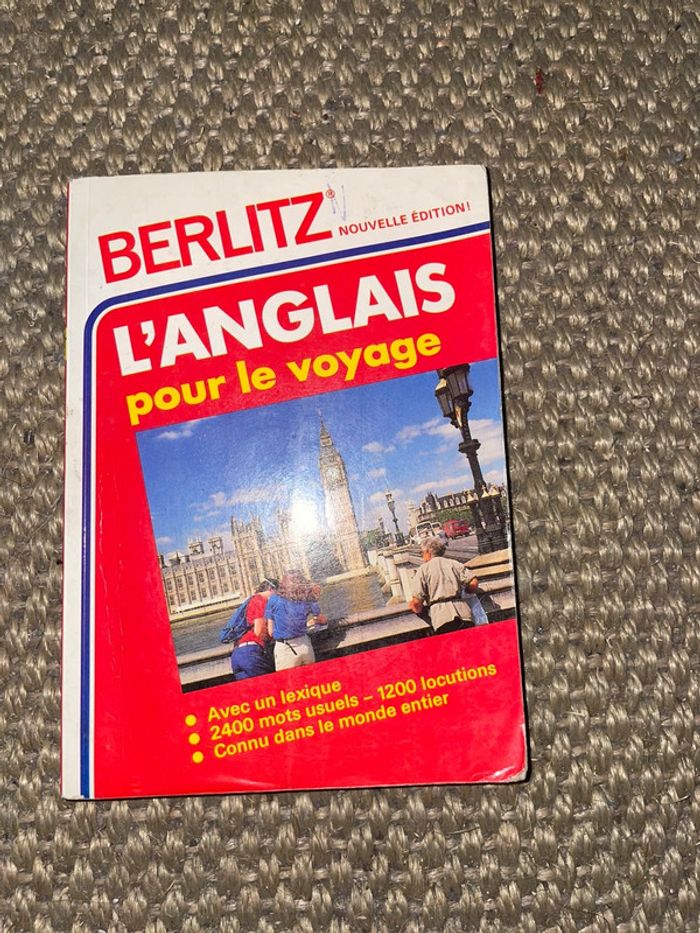 BERLITZ®
NOUVELLE ÉDITION!
L'ANGLAIS
pour le voyage
• Avec un lexique
• 2400 mots usuels – 1200 locutions
• Connu dans le monde entier